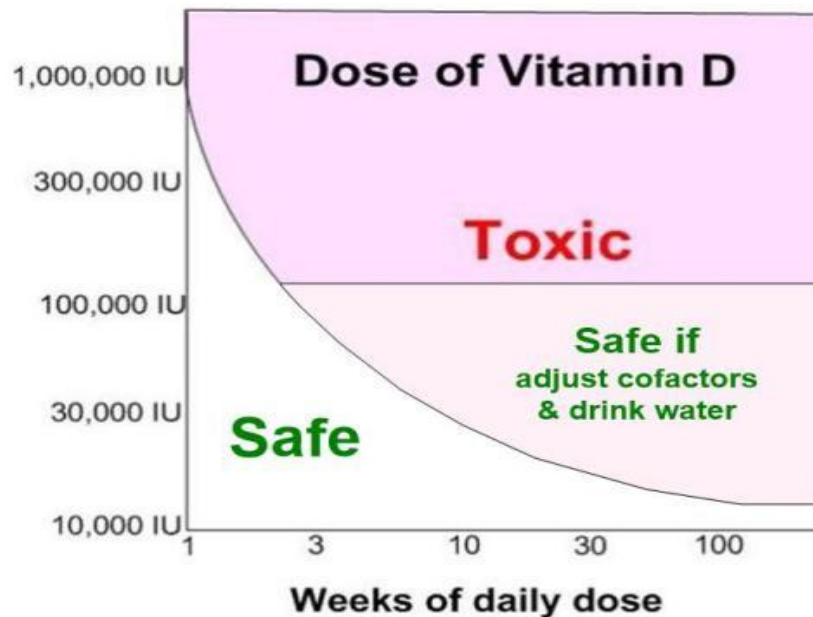 Dose of Vitamin D
1,000,000 IU
300,000 IU
Toxic
100,000 IU
Safe if
adjust cofactors
& drink water
30,000 IU
Safe
10,000 IU
1 3 10 30 100
Weeks of daily dose